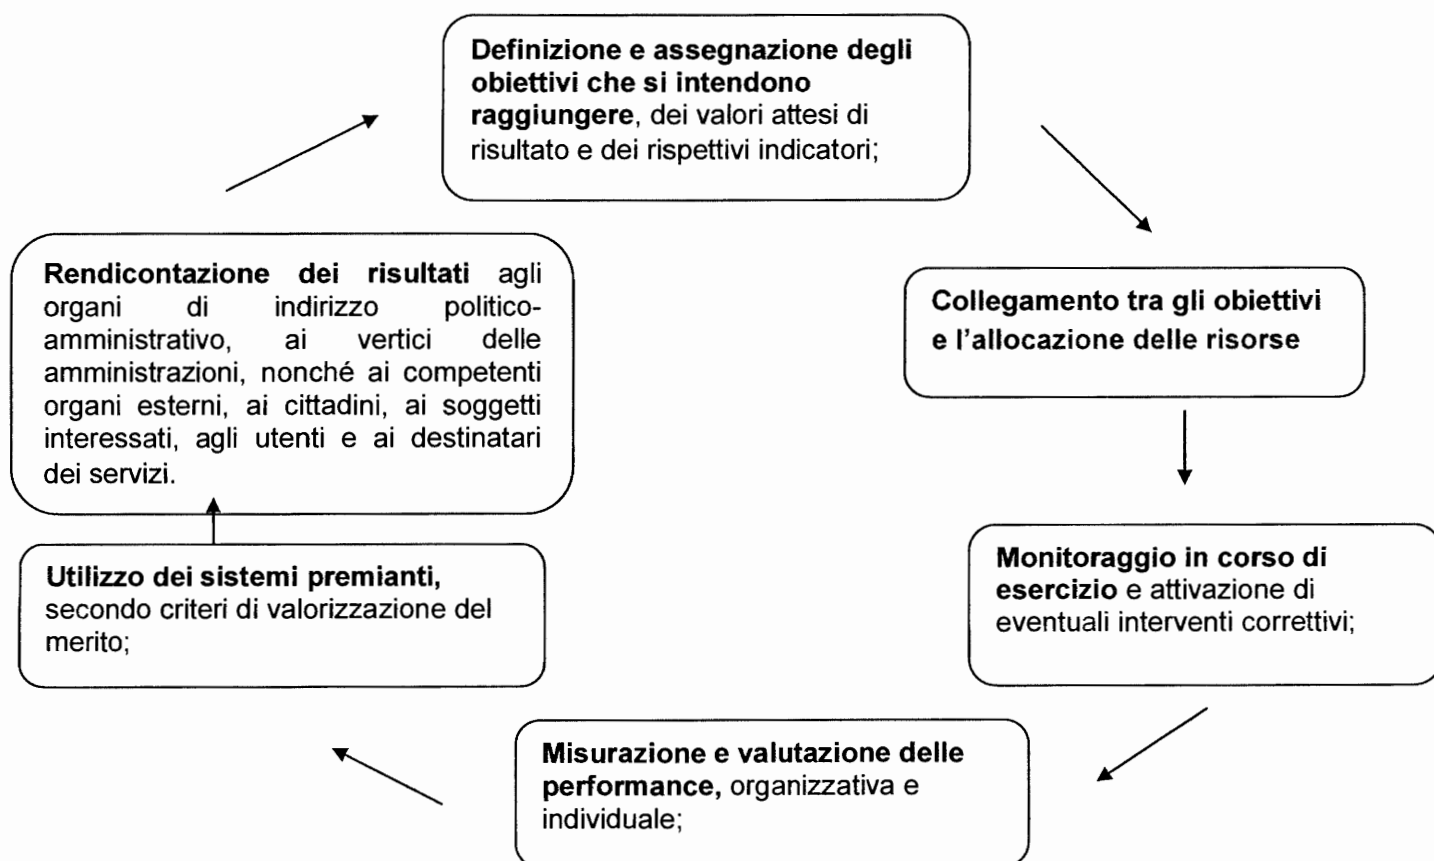 Definizione e assegnazione degli
obiettivi che si intendono
raggiungere, dei valori attesi di
risultato e dei rispettivi indicatori;
Collegamento tra gli obiettivi
e l'allocazione delle risorse
Monitoraggio in corso di
esercizio e attivazione di
eventuali interventi correttivi;
Misurazione e valutazione delle
performance, organizzativa e
individuale;
Utilizzo dei sistemi premianti,
secondo criteri di valorizzazione del
merito;
Rendicontazione dei risultati agli
organi di indirizzo politico-
amministrativo, ai vertici delle
amministrazioni, nonché ai competenti
organi esterni, ai cittadini, ai soggetti
interessati, agli utenti e ai destinatari
dei servizi.